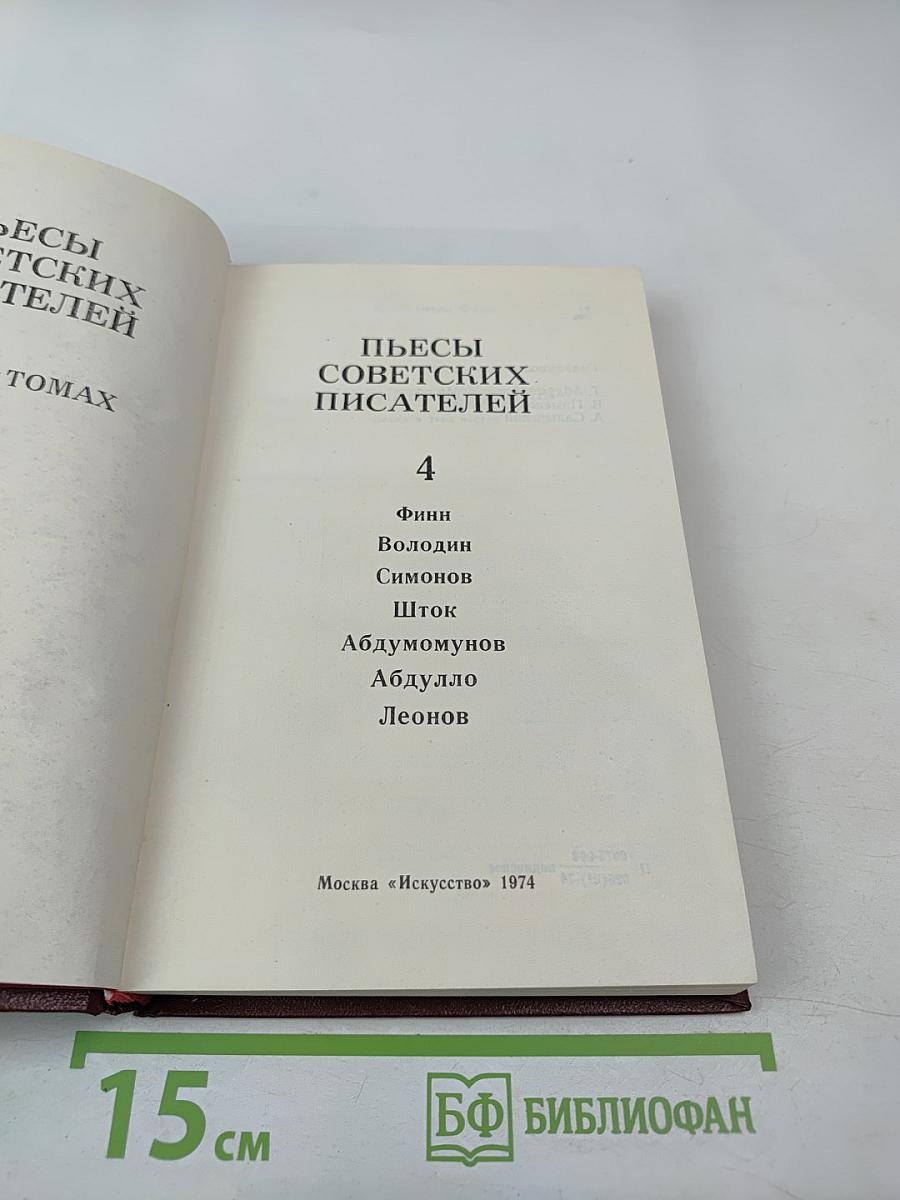 ЬЕСЫ
ЕТСКИХ
ТЕЛЕЙ
ТОМАХ
ПЬЕСЫ
СОВЕТСКИХ
ПИСАТЕЛЕЙ
4
Финн
Володин
Симонов
Шток
Абдумомунов
Абдулло
Леонов
Москва «Искусство» 1974
15 см
БФ БИБЛИОФАН